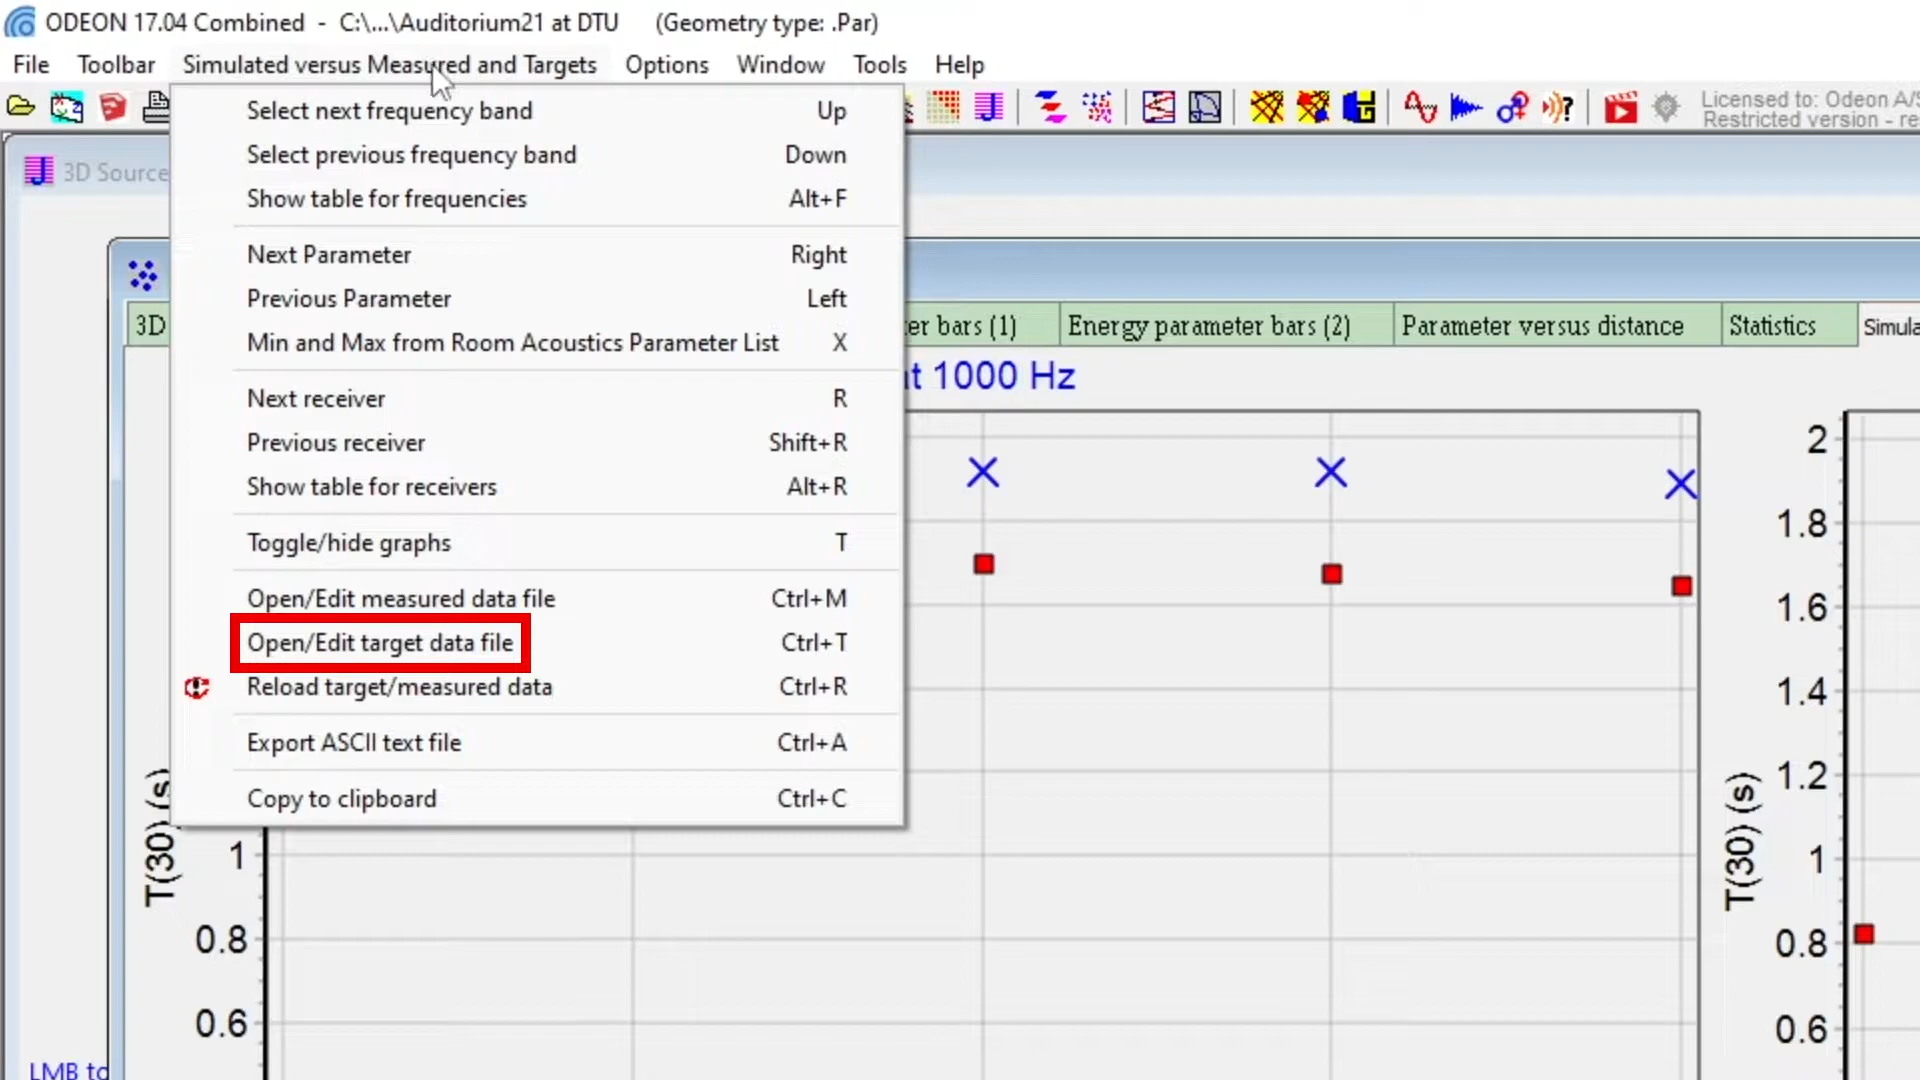 ODEON 17.04 Combined - C:\...\Auditorium21 at DTU (Geometry type: .Par)
File Toolbar Simulated versus Measured and Targets Options Window Tools Help
Licensed to: Odeon A/S
Restricted version - re
3D Source
Select next frequency band Up
Select previous frequency band Down
Show table for frequencies Alt+F
Next Parameter Right
Previous Parameter Left
Min and Max from Room Acoustics Parameter List X
Next receiver R
Previous receiver Shift+R
Show table for receivers Alt+R
Toggle/hide graphs T
Open/Edit measured data file Ctrl+M
Open/Edit target data file Ctrl+T
Reload target/measured data Ctrl+R
Export ASCII text file Ctrl+A
Copy to clipboard Ctrl+C
3D er bars (1) Energy parameter bars (2) Parameter versus distance Statistics Simula
at 1000 Hz
T(30) (s)
1
0.8
0.6
T(30) (s)
2
1.8
1.6
1.4
1.2
1
0.8
0.6
LMB to